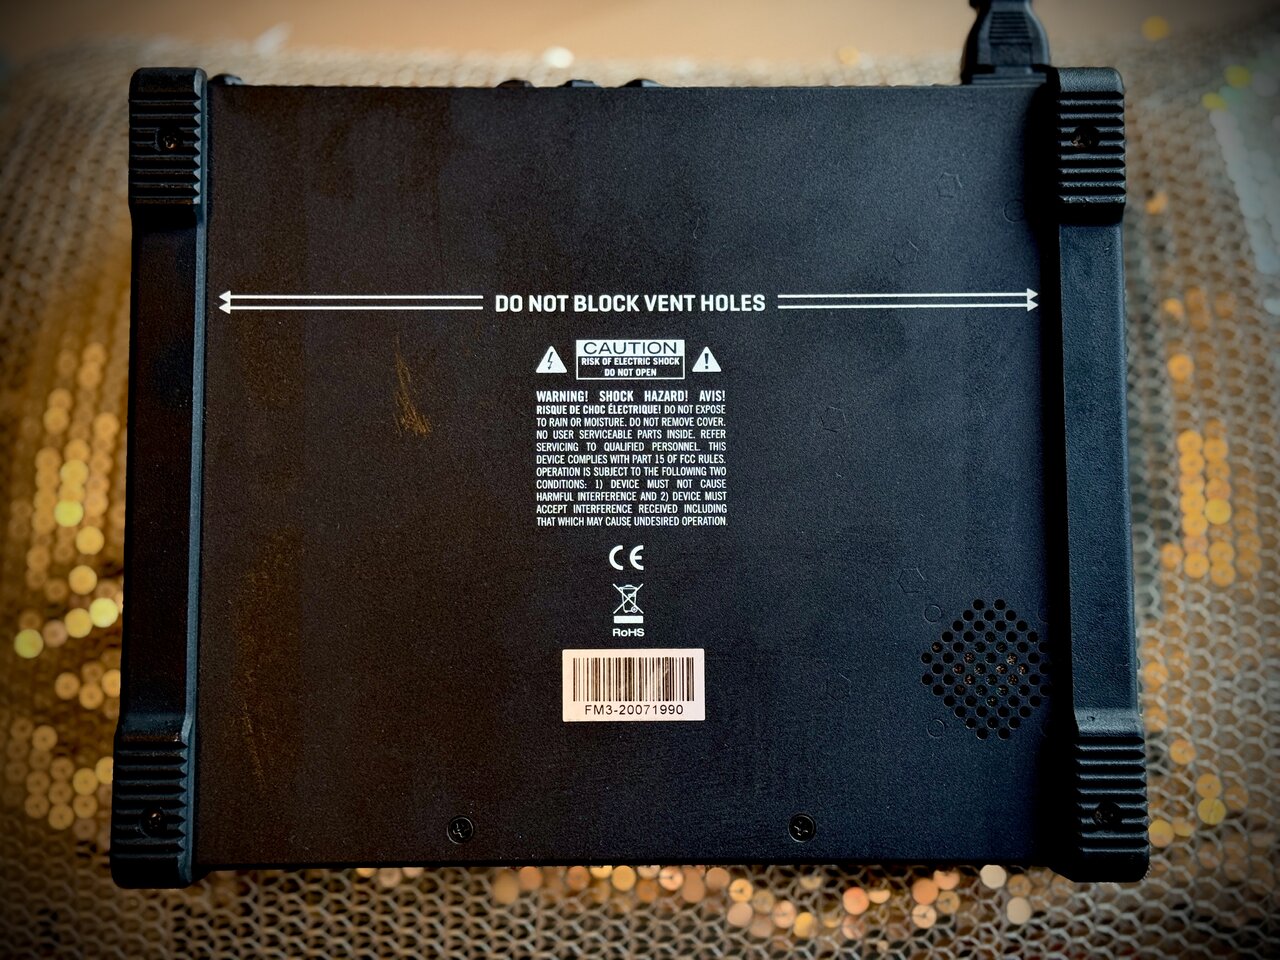 DO NOT BLOCK VENT HOLES
CAUTION
RISK OF ELECTRIC SHOCK
DO NOT OPEN
WARNING! SHOCK HAZARD! AVIS!
RISQUE DE CHOC ÉLECTRIQUE! DO NOT EXPOSE
TO RAIN OR MOISTURE. DO NOT REMOVE COVER.
NO USER SERVICEABLE PARTS INSIDE. REFER
SERVICING TO QUALIFIED PERSONNEL. THIS
DEVICE COMPLIES WITH PART 15 OF FCC RULES.
OPERATION IS SUBJECT TO THE FOLLOWING TWO
CONDITIONS: 1) DEVICE MUST NOT CAUSE
HARMFUL INTERFERENCE AND 2) DEVICE MUST
ACCEPT INTERFERENCE RECEIVED INCLUDING
THAT WHICH MAY CAUSE UNDESIRED OPERATION.
CE
RoHS
FM3-20071990